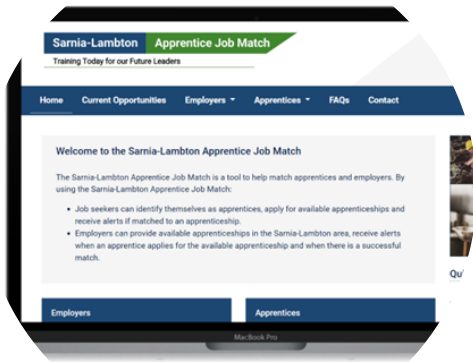 Sarnia-Lambton Apprentice Job Match
Training Today for our Future Leaders
Home Current Opportunities Employers Apprentices FAQs Contact
Welcome to the Sarnia-Lambton Apprentice Job Match
The Sarnia-Lambton Apprentice Job Match is a tool to help match apprentices and employers. By
using the Sarnia-Lambton Apprentice Job Match:
• Job seekers can identify themselves as apprentices, apply for available apprenticeships and
receive alerts if matched to an apprenticeship.
• Employers can provide available apprenticeships in the Sarnia-Lambton area, receive alerts
when an apprentice applies for the available apprenticeship and when there is a successful
match.
Employers Apprentices
MacBook Pro